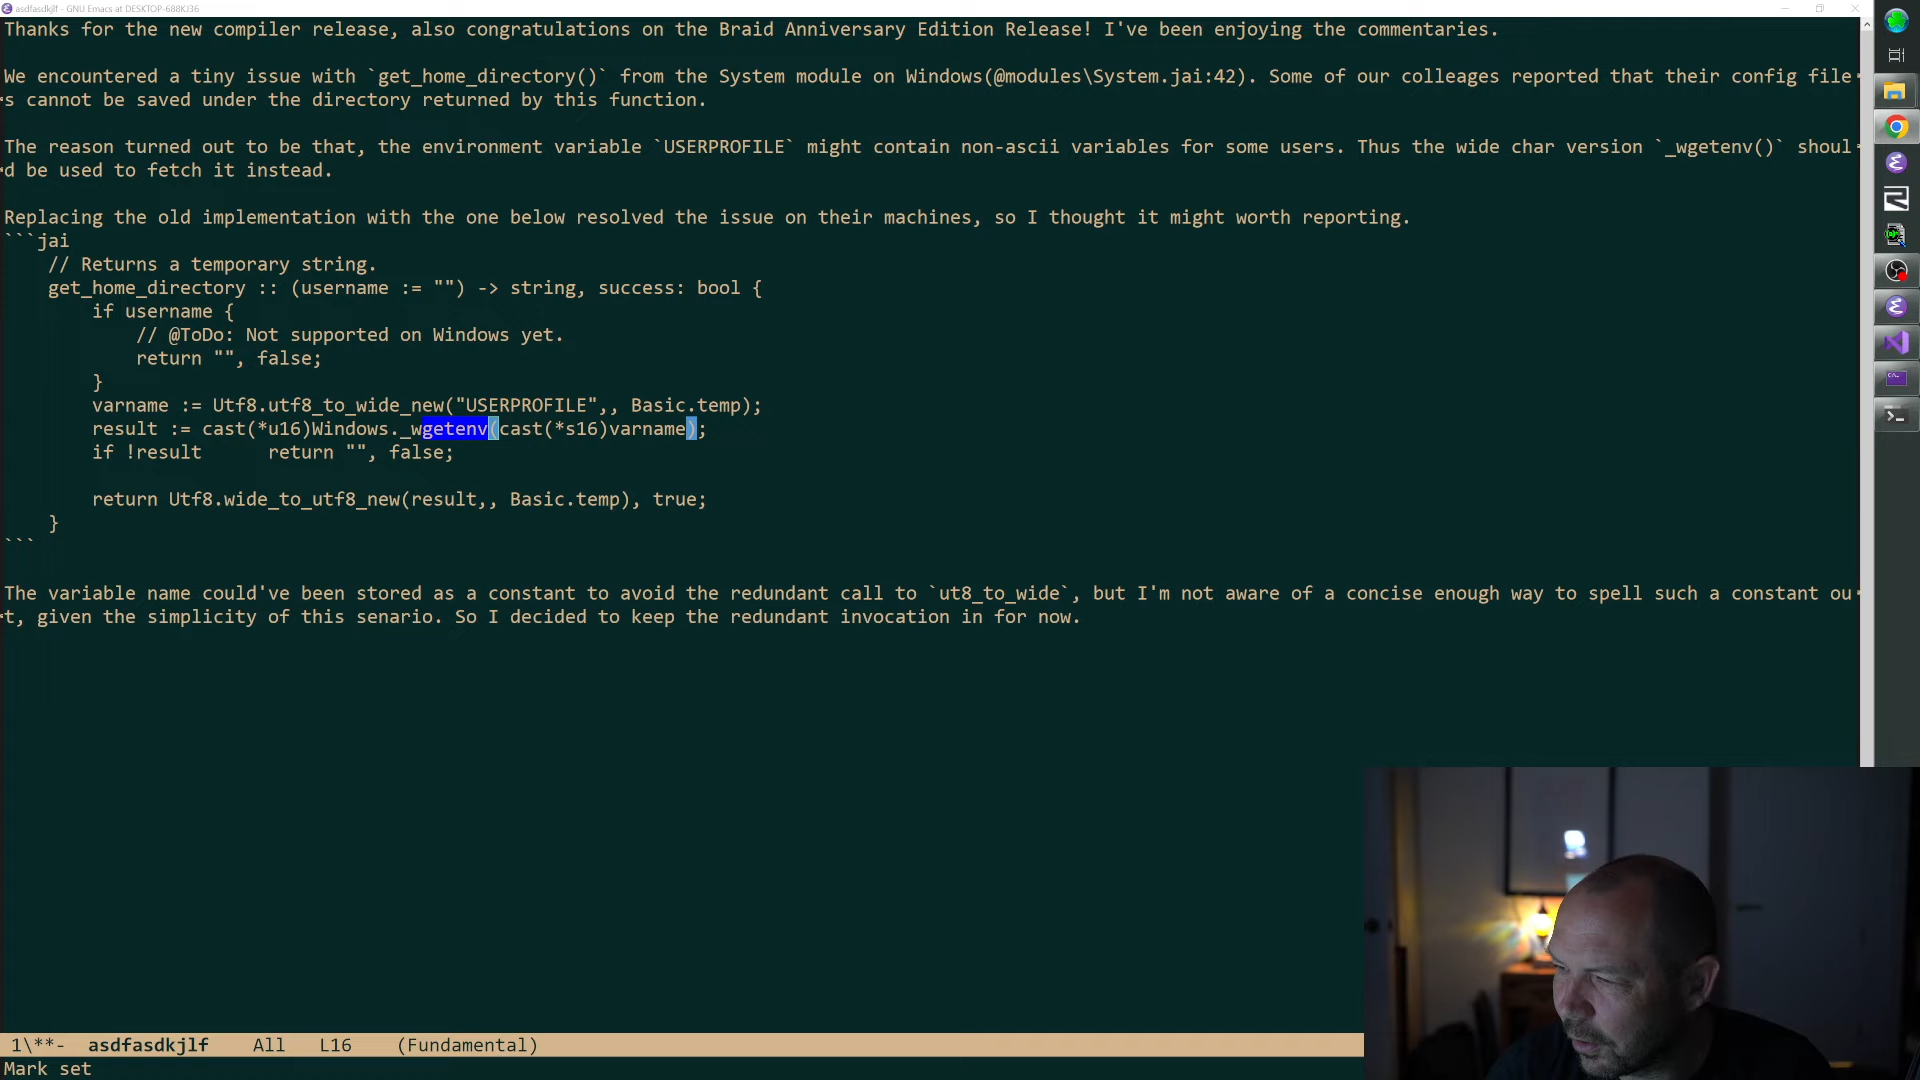 asdfasdkjlf - GNU Emacs at DESKTOP-688KJ36
Thanks for the new compiler release, also congratulations on the Braid Anniversary Edition Release! I've been enjoying the commentaries.
We encountered a tiny issue with `get_home_directory()` from the System module on Windows(@modules\System.jai:42). Some of our colleages reported that their config file
s cannot be saved under the directory returned by this function.
The reason turned out to be that, the environment variable `USERPROFILE` might contain non-ascii variables for some users. Thus the wide char version `_wgetenv()` shoul
d be used to fetch it instead.
Replacing the old implementation with the one below resolved the issue on their machines, so I thought it might worth reporting.
```jai
    // Returns a temporary string.
    get_home_directory :: (username := "") -> string, success: bool {
        if username {
            // @ToDo: Not supported on Windows yet.
            return "", false;
        }
        varname := Utf8.utf8_to_wide_new("USERPROFILE",, Basic.temp);
        result := cast(*u16)Windows._wgetenv(cast(*s16)varname);
        if !result      return "", false;
        return Utf8.wide_to_utf8_new(result,, Basic.temp), true;
    }
```
The variable name could've been stored as a constant to avoid the redundant call to `ut8_to_wide`, but I'm not aware of a concise enough way to spell such a constant ou
t, given the simplicity of this senario. So I decided to keep the redundant invocation in for now.
1\**-  asdfasdkjlf    All   L16    (Fundamental)
Mark set